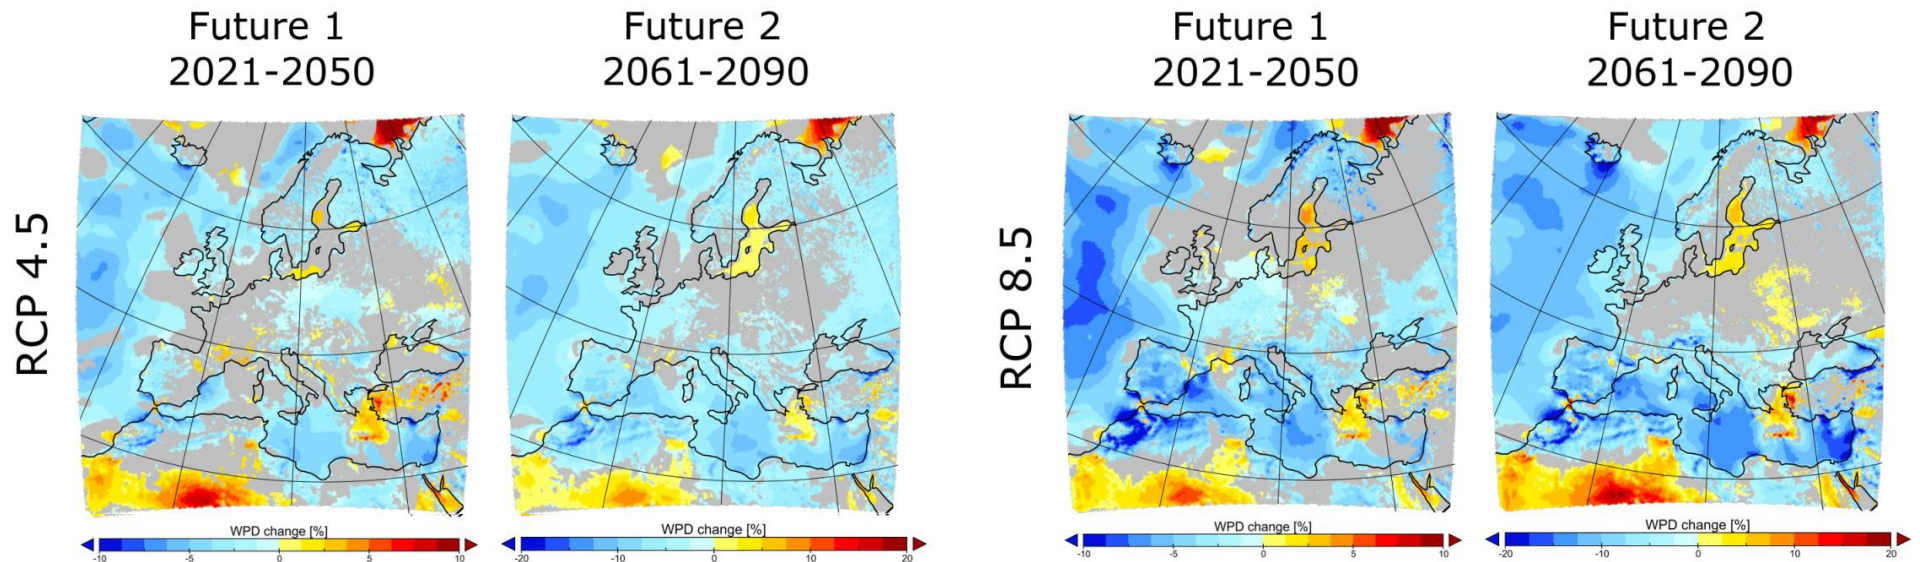 Future 1
2021-2050
Future 2
2061-2090
Future 1
2021-2050
Future 2
2061-2090
RCP 4.5
RCP 8.5
WPD change [%]
-10 -5 0 5 10
WPD change [%]
-20 -10 0 10 20
WPD change [%]
-10 -5 0 5 10
WPD change [%]
-20 -10 0 10 20